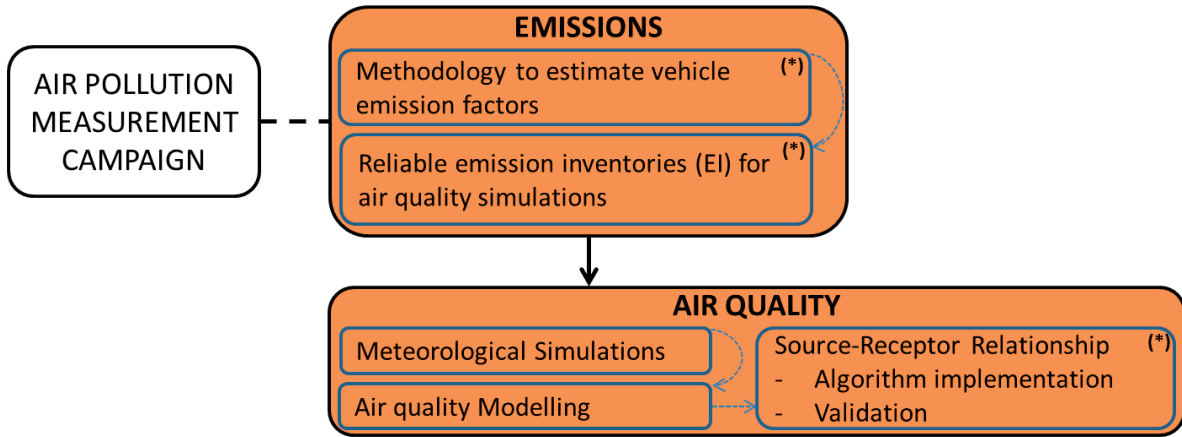 AIR POLLUTION
MEASUREMENT
CAMPAIGN
EMISSIONS
Methodology to estimate vehicle (*)
emission factors
Reliable emission inventories (EI) for (*)
air quality simulations
AIR QUALITY
Meteorological Simulations
Air quality Modelling
Source-Receptor Relationship (*)
- Algorithm implementation
- Validation